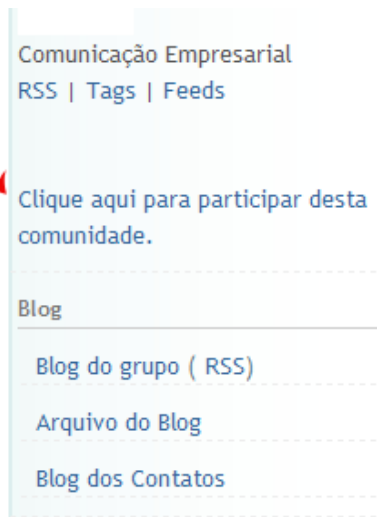 Comunicação Empresarial
RSS | Tags | Feeds
Clique aqui para participar desta
comunidade.
Blog
Blog do grupo ( RSS)
Arquivo do Blog
Blog dos Contatos